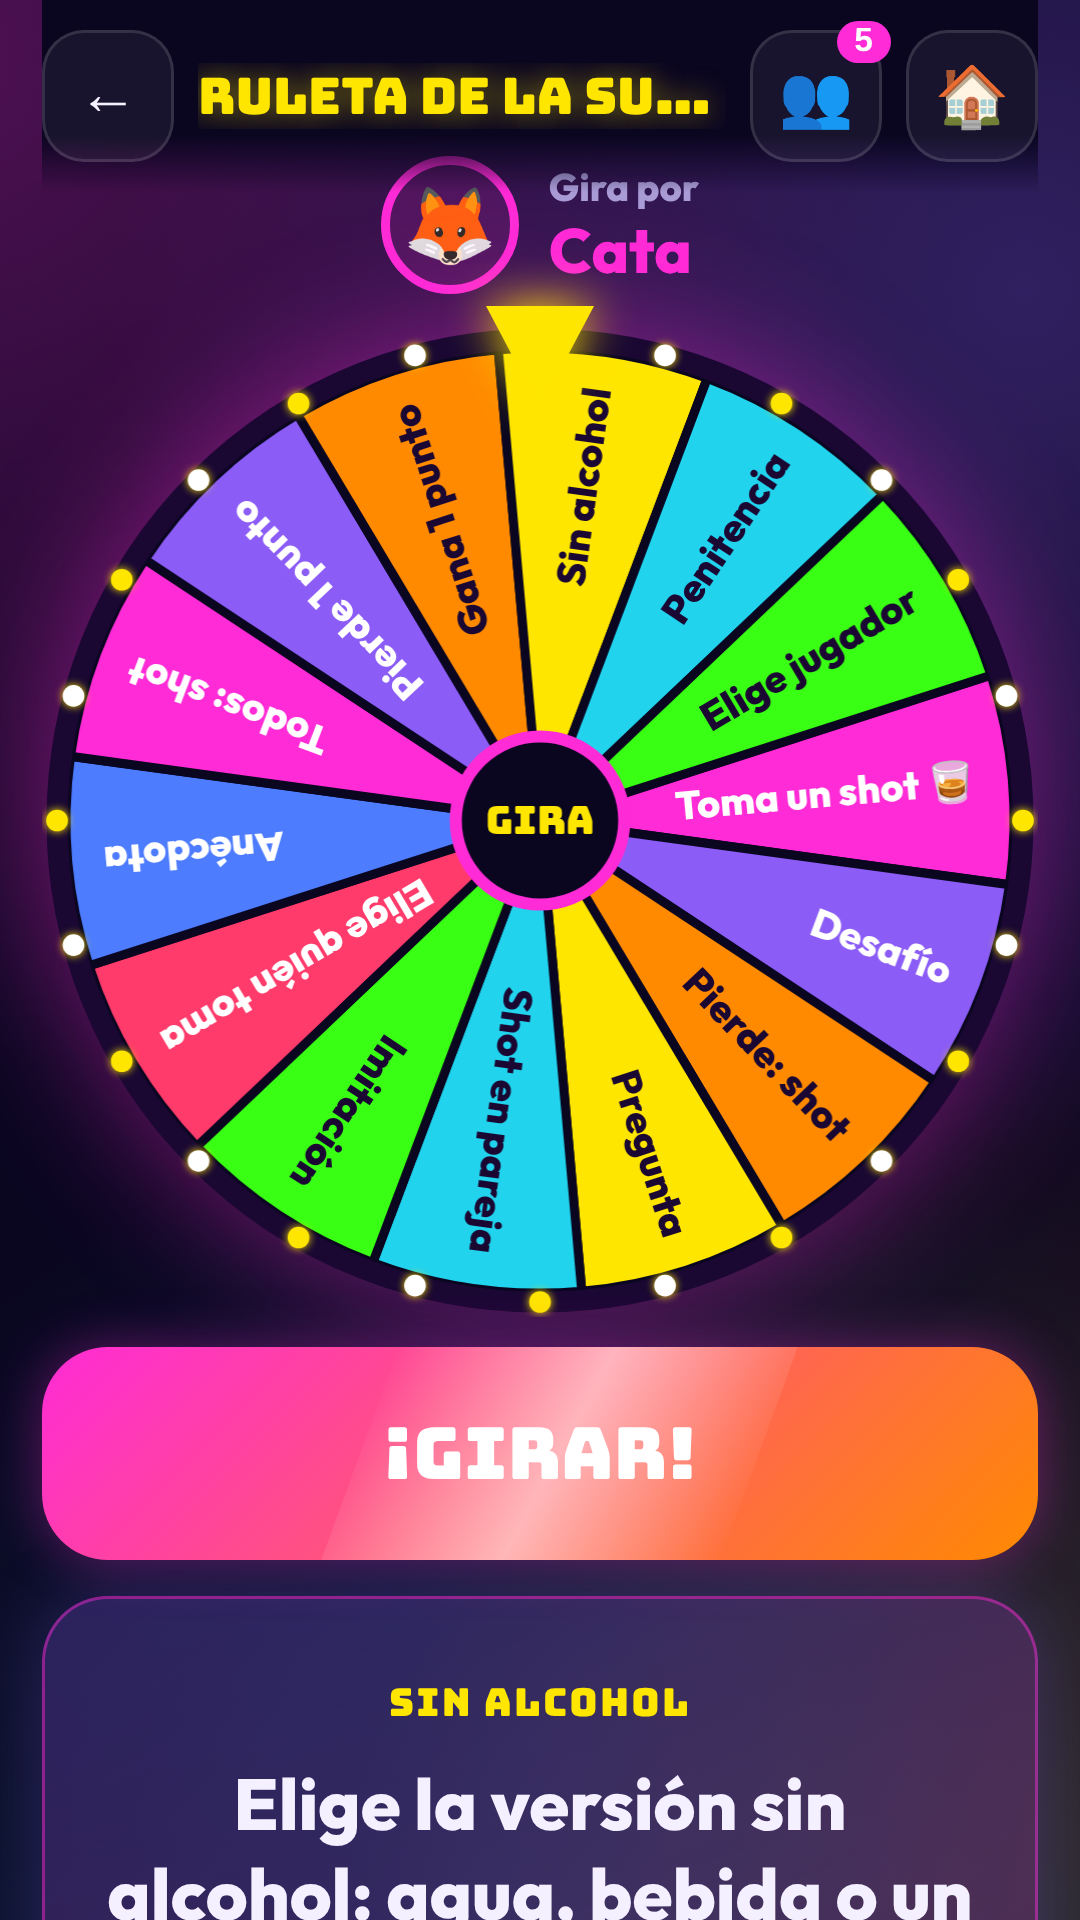 ←
RULETA DE LA SU...
5
Gira por
Cata
Sin alcohol
Penitencia
Elige jugador
Toma un shot
Desafío
Pierde: shot
Pregunta
Shot en pareja
Imitación
Elige quién toma
Anécdota
Todos: shot
Pierde 1 punto
Gana 1 punto
GIRA
¡GIRAR!
SIN ALCOHOL
Elige la versión sin
alcohol: agua, bebida o un